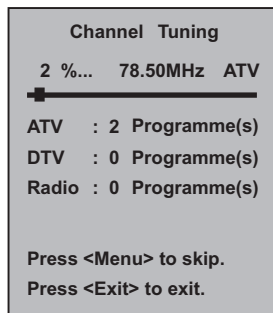 Channel Tuning
2 %... 78.50MHz ATV
ATV : 2 Programme(s)
DTV : 0 Programme(s)
Radio : 0 Programme(s)
Press <Menu> to skip.
Press <Exit> to exit.